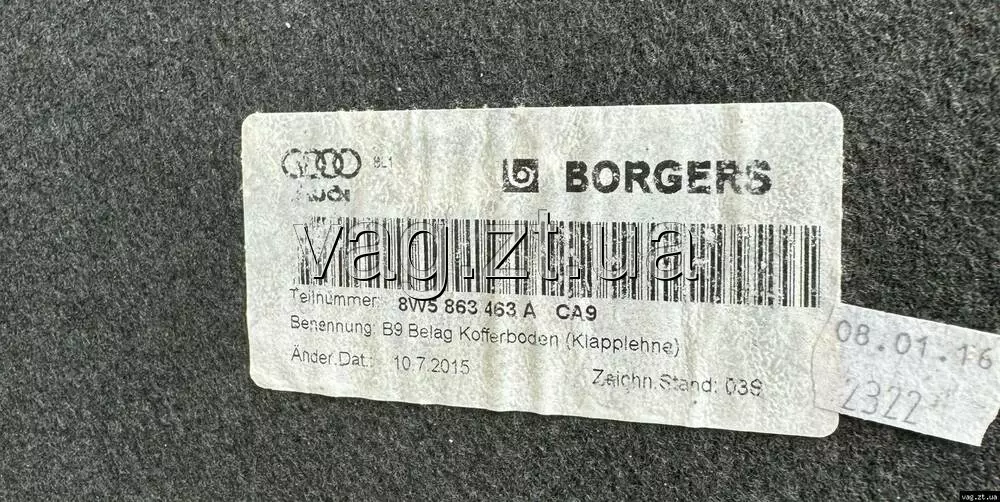 Audi
8L1
BORGERS
vag.zt.ua
Teilnummer: 8W5 863 463 A CA9
Benennung: B9 Belag Kofferboden (Klapplehne)
Änder.Dat.: 10.7.2015
Zeichn.Stand: 039
08.01.16
2322
vag.zt.ua